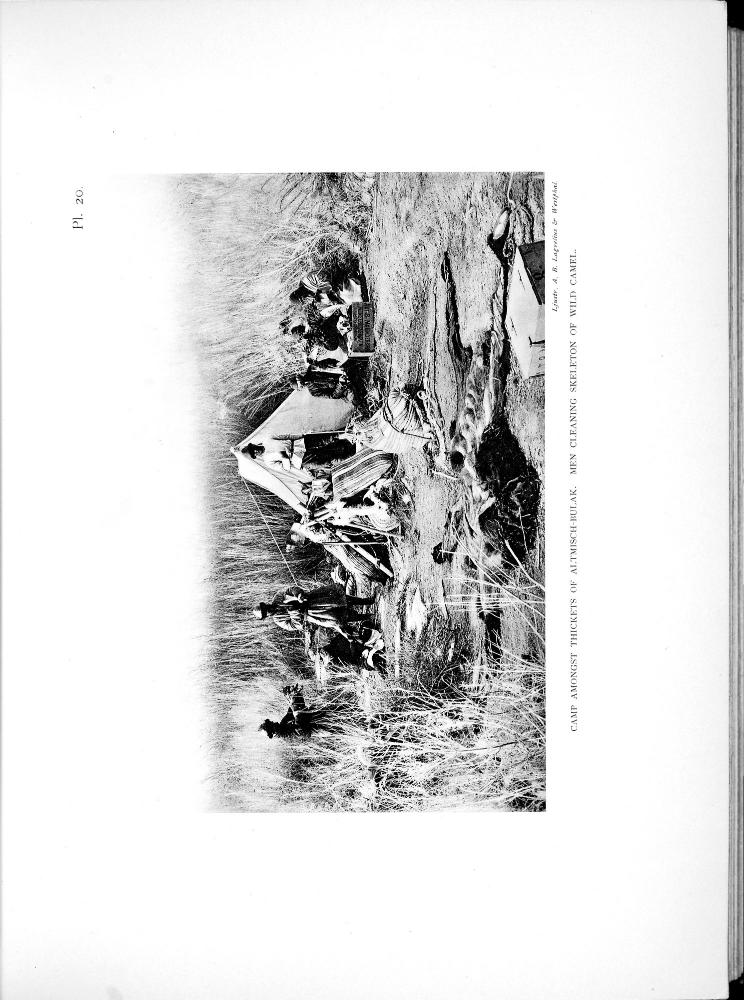 Pl. 20.
Ljustr. A. B. Lagrelius & Westphal.
CAMP AMONGST THICKETS OF ALTMISCH-BULAK. MEN CLEANING SKELETON OF WILD CAMEL.